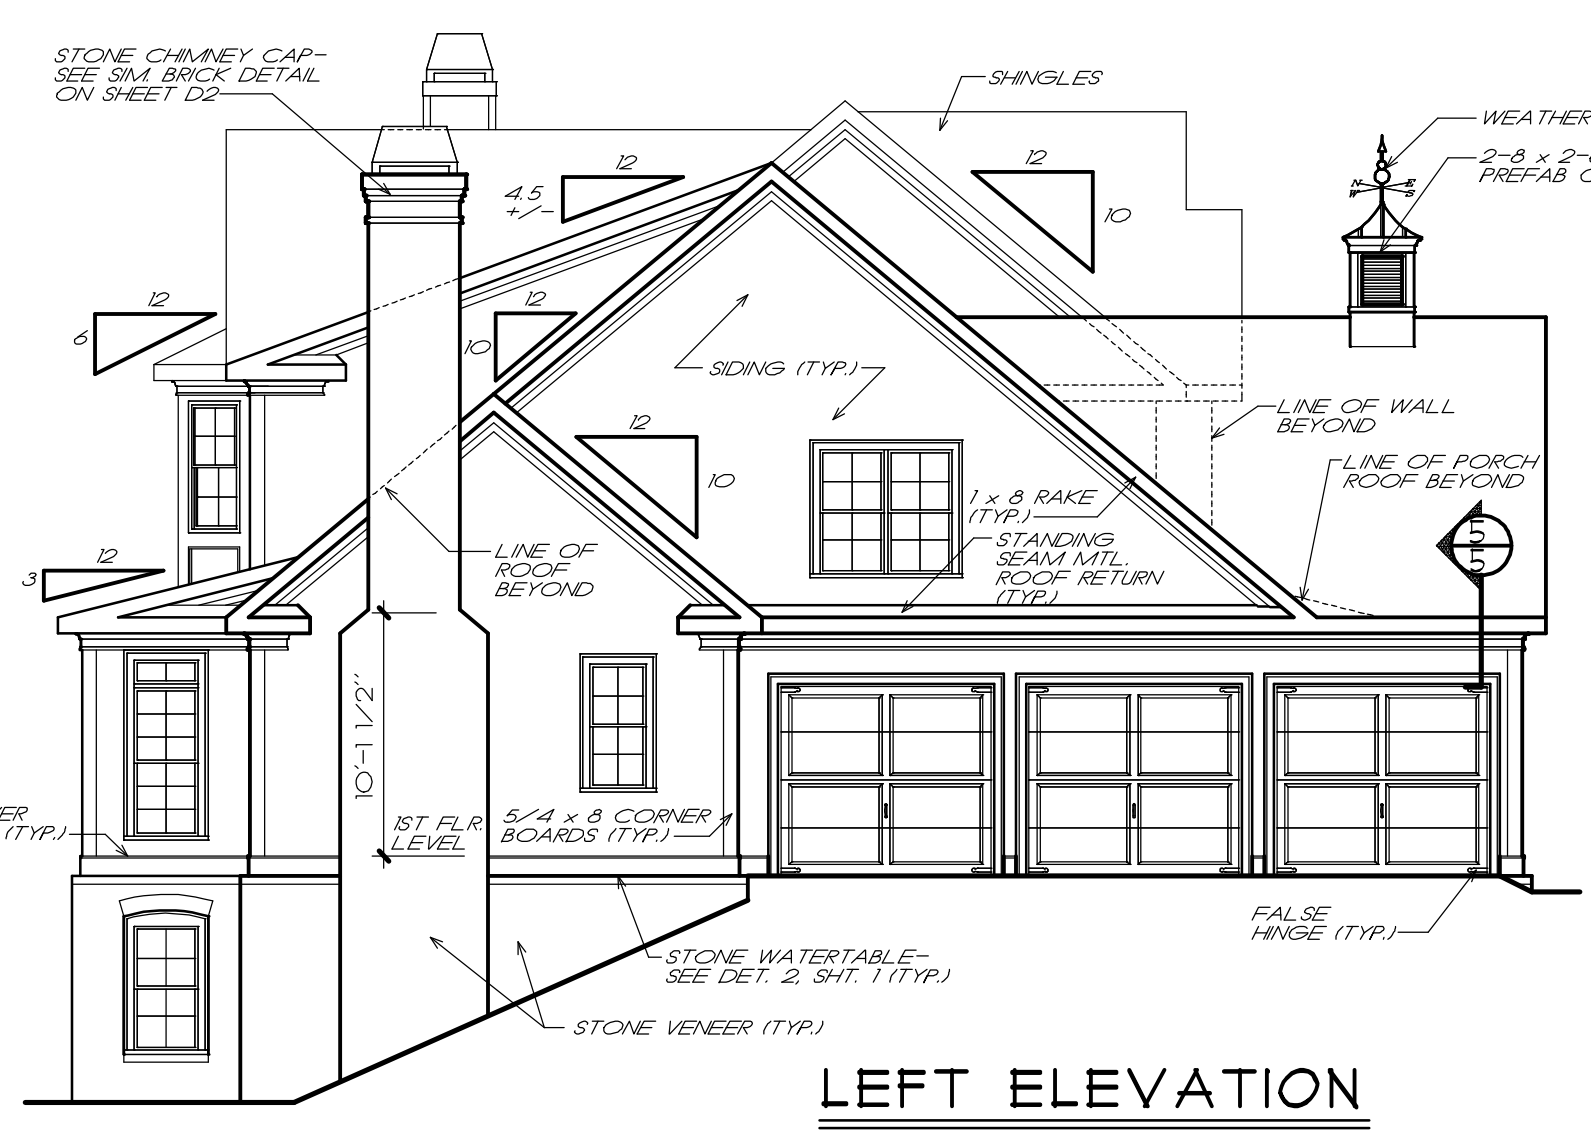 STONE CHIMNEY CAP-
SEE SIM. BRICK DETAIL
ON SHEET D2
SHINGLES
WEATHER
2-8 x 2-
PREFAB
N E
W S
12
4.5
+/-
12
10
12
6
12
10
SIDING (TYP.)
12
10
LINE OF WALL
BEYOND
LINE OF PORCH
ROOF BEYOND
1 x 8 RAKE
(TYP.)
STANDING
SEAM MTL.
ROOF RETURN
(TYP.)
5
5
LINE OF
ROOF
BEYOND
12
3
10'-1 1/2"
1ST FLR.
LEVEL
5/4 x 8 CORNER
BOARDS (TYP.)
(TYP.)
FALSE
HINGE (TYP.)
STONE WATERTABLE-
SEE DET. 2, SHT. 1 (TYP.)
STONE VENEER (TYP.)
LEFT ELEVATION